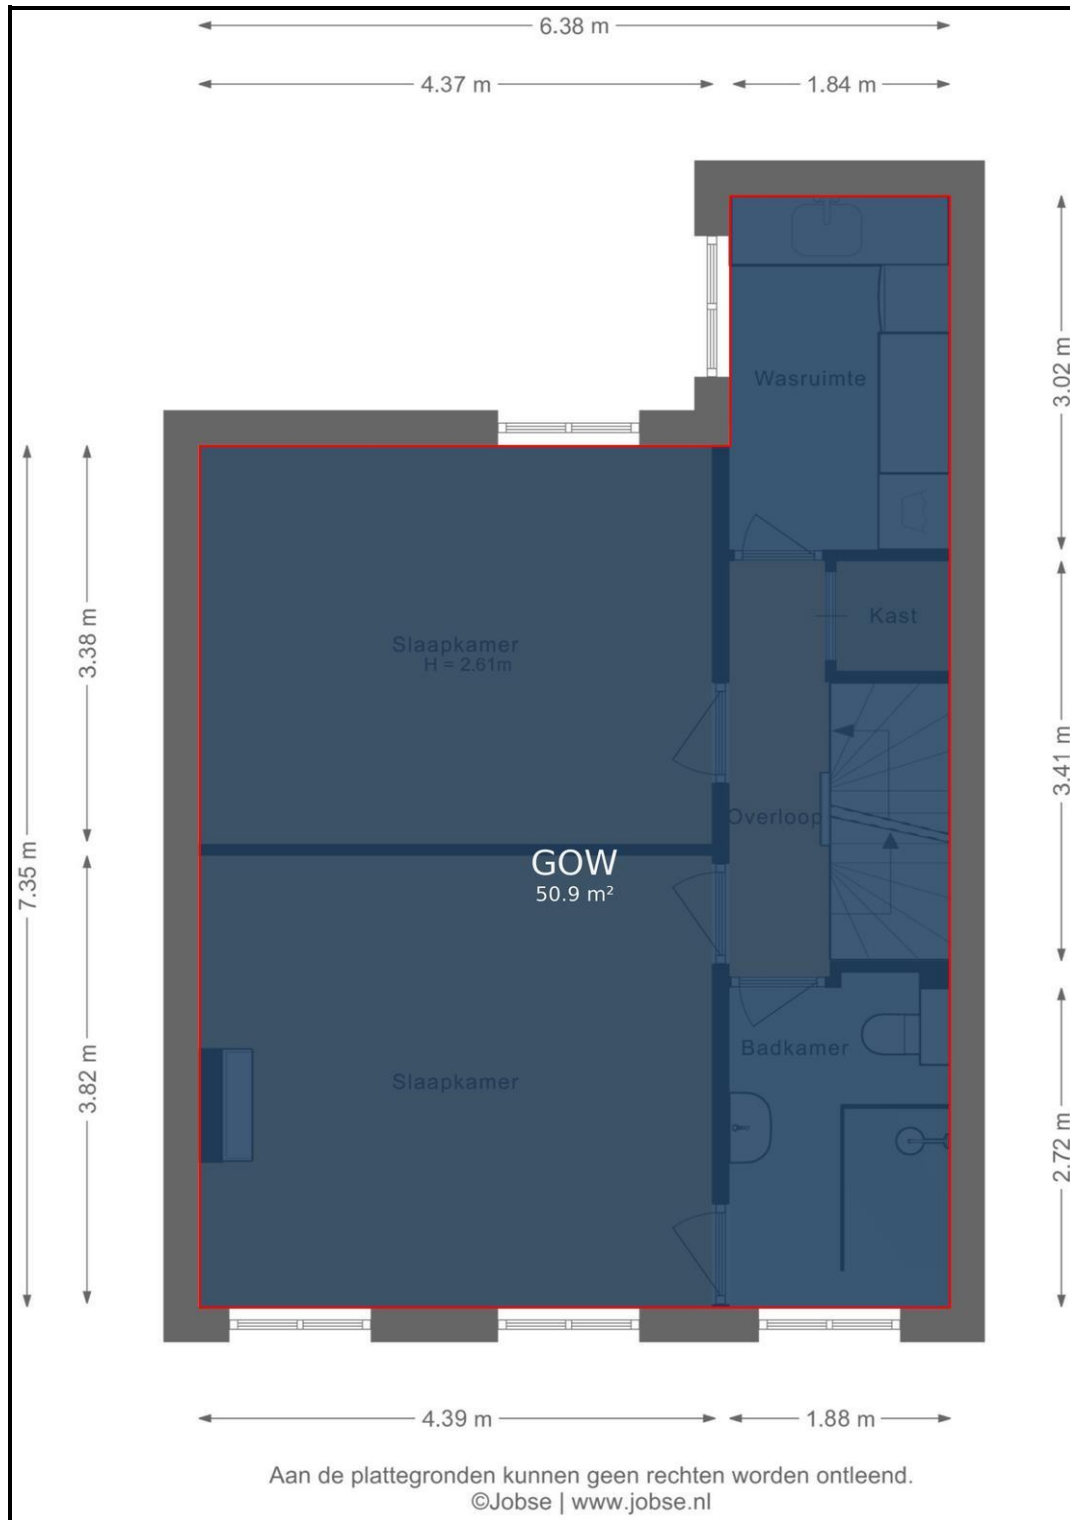 6.38 m
4.37 m
1.84 m
3.02 m
Wasruimte
3.38 m
Slaapkamer
H = 2.61m
Kast
3.41 m
Overloop
7.35 m
GOW
50.9 m²
3.82 m
Slaapkamer
Badkamer
2.72 m
4.39 m
1.88 m
Aan de plattegronden kunnen geen rechten worden ontleend.
©Jobse | www.jobse.nl